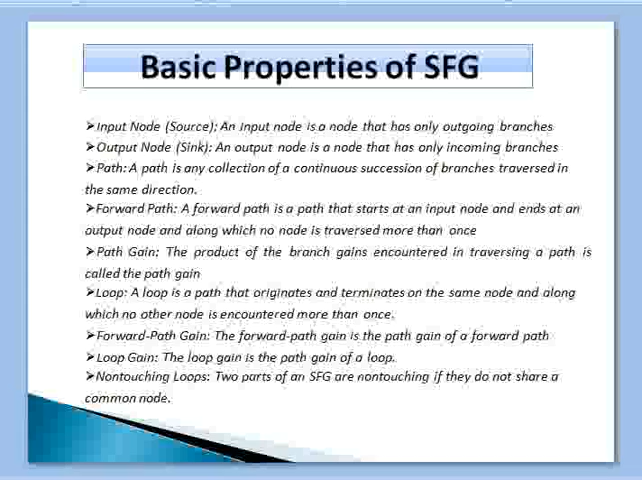 Basic Properties of SFG
➢Input Node (Source); An input node is a node that has only outgoing branches
➢Output Node (Sink): An output node is a node that has only incoming branches
➢Path: A path is any collection of a continuous succession of branches traversed in
the same direction.
➢Forward Path: A forward path is a path that starts at an input node and ends at an
output node and along which no node is traversed more than once
➢Path Gain: The product of the branch gains encountered in traversing a path is
called the path gain
➢Loop: A loop is a path that originates and terminates on the same node and along
which no other node is encountered more than once.
➢Forward-Path Gain: The forward-path gain is the path gain of a forward path
➢Loop Gain: The loop gain is the path gain of a loop.
➢Nontouching Loops: Two parts of an SFG are nontouching if they do not share a
common node.